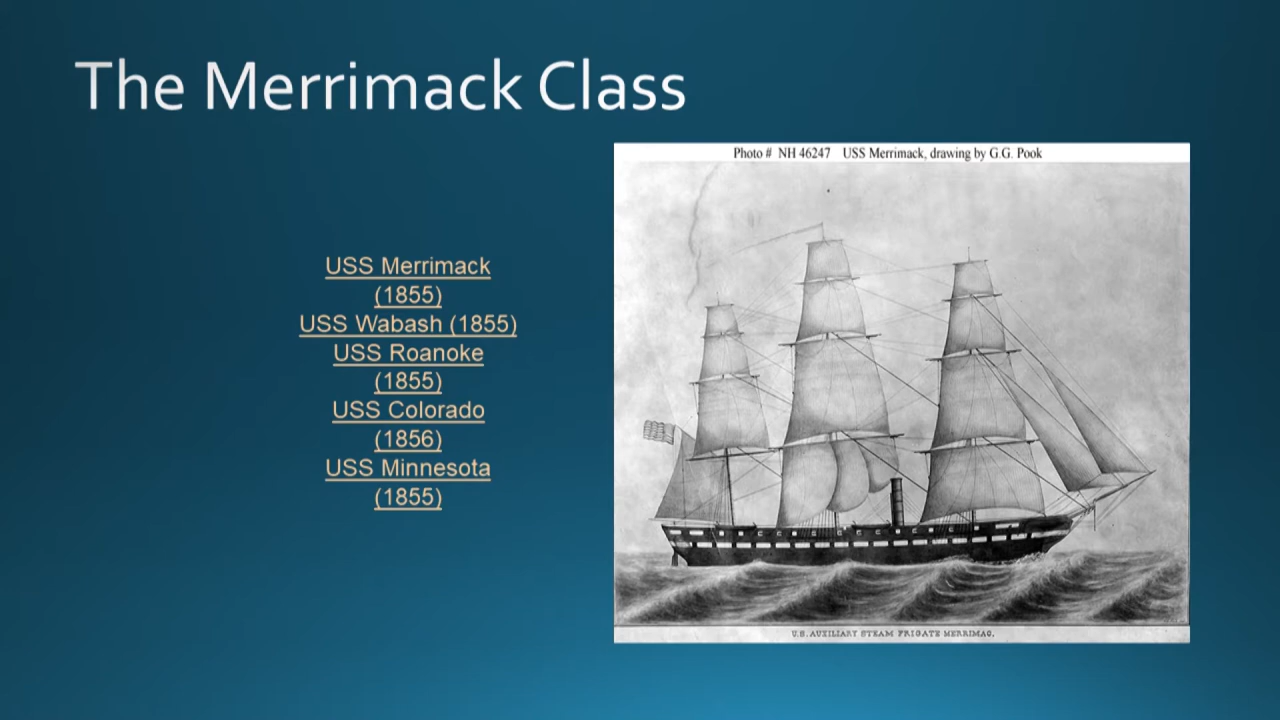 The Merrimack Class
Photo # NH 46247 USS Merrimack, drawing by G.G. Pook
USS Merrimack
(1855)
USS Wabash (1855)
USS Roanoke
(1855)
USS Colorado
(1856)
USS Minnesota
(1855)
U.S. AUXILIARY STEAM FRIGATE MERRIMAC.